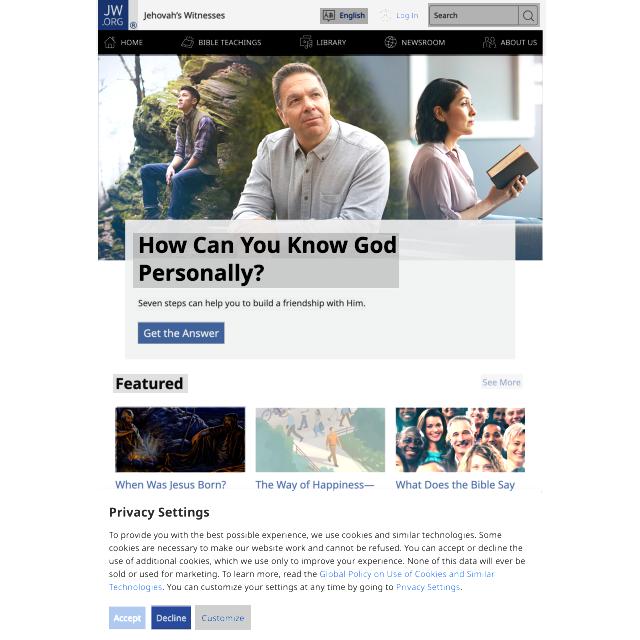 JW
.ORG
®
Jehovah's Witnesses
English
Log In
Search
HOME
BIBLE TEACHINGS
LIBRARY
NEWSROOM
ABOUT US
How Can You Know God
Personally?
Seven steps can help you to build a friendship with Him.
Get the Answer
Featured
See More
When Was Jesus Born?
The Way of Happiness—
What Does the Bible Say
Privacy Settings
To provide you with the best possible experience, we use cookies and similar technologies. Some
cookies are necessary to make our website work and cannot be refused. You can accept or decline the
use of additional cookies, which we use only to improve your experience. None of this data will ever be
sold or used for marketing. To learn more, read the Global Policy on Use of Cookies and Similar
Technologies. You can customize your settings at any time by going to Privacy Settings.
Accept
Decline
Customize